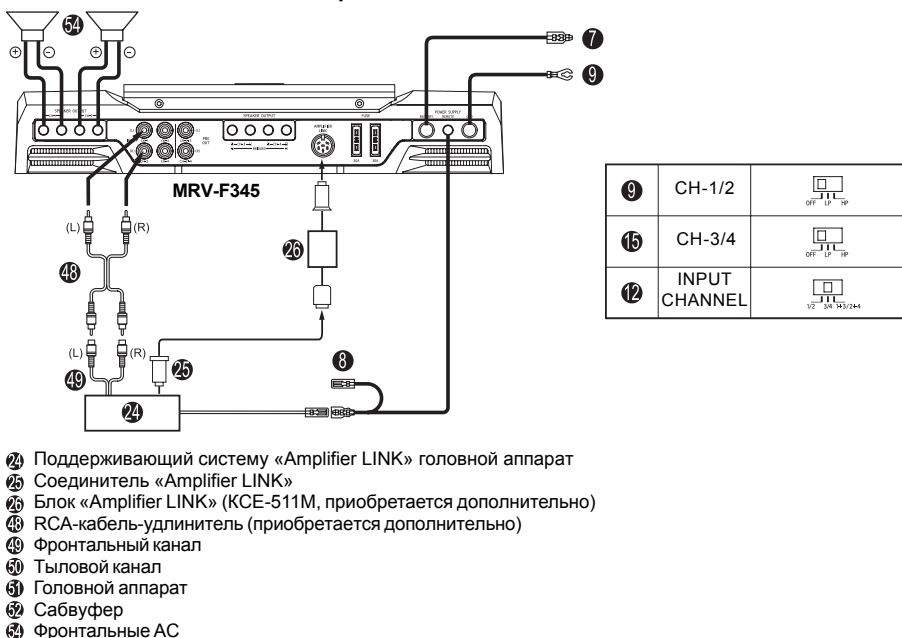 54
+ - + -
7
9
SPEAKER OUTPUT
SPEAKER OUTPUT
AMPLIFIER LINK
FUSE
POWER SUPPLY
BATTERY REMOTE
PRE OUT
30A 30A
MRV-F345
(L) (R)
26
48
(L) (R)
25
8
49
24
9 CH-1/2 OFF LP HP
15 CH-3/4 OFF LP HP
12 INPUT CHANNEL 1/2 3/4 1+3/2+4
24 Поддерживающий систему «Amplifier LINK» головной аппарат
25 Соединитель «Amplifier LINK»
26 Блок «Amplifier LINK» (KCE-511M, приобретается дополнительно)
48 RCA-кабель-удлинитель (приобретается дополнительно)
49 Фронтальный канал
50 Тыловой канал
51 Головной аппарат
52 Сабвуфер
54 Фронтальные АС